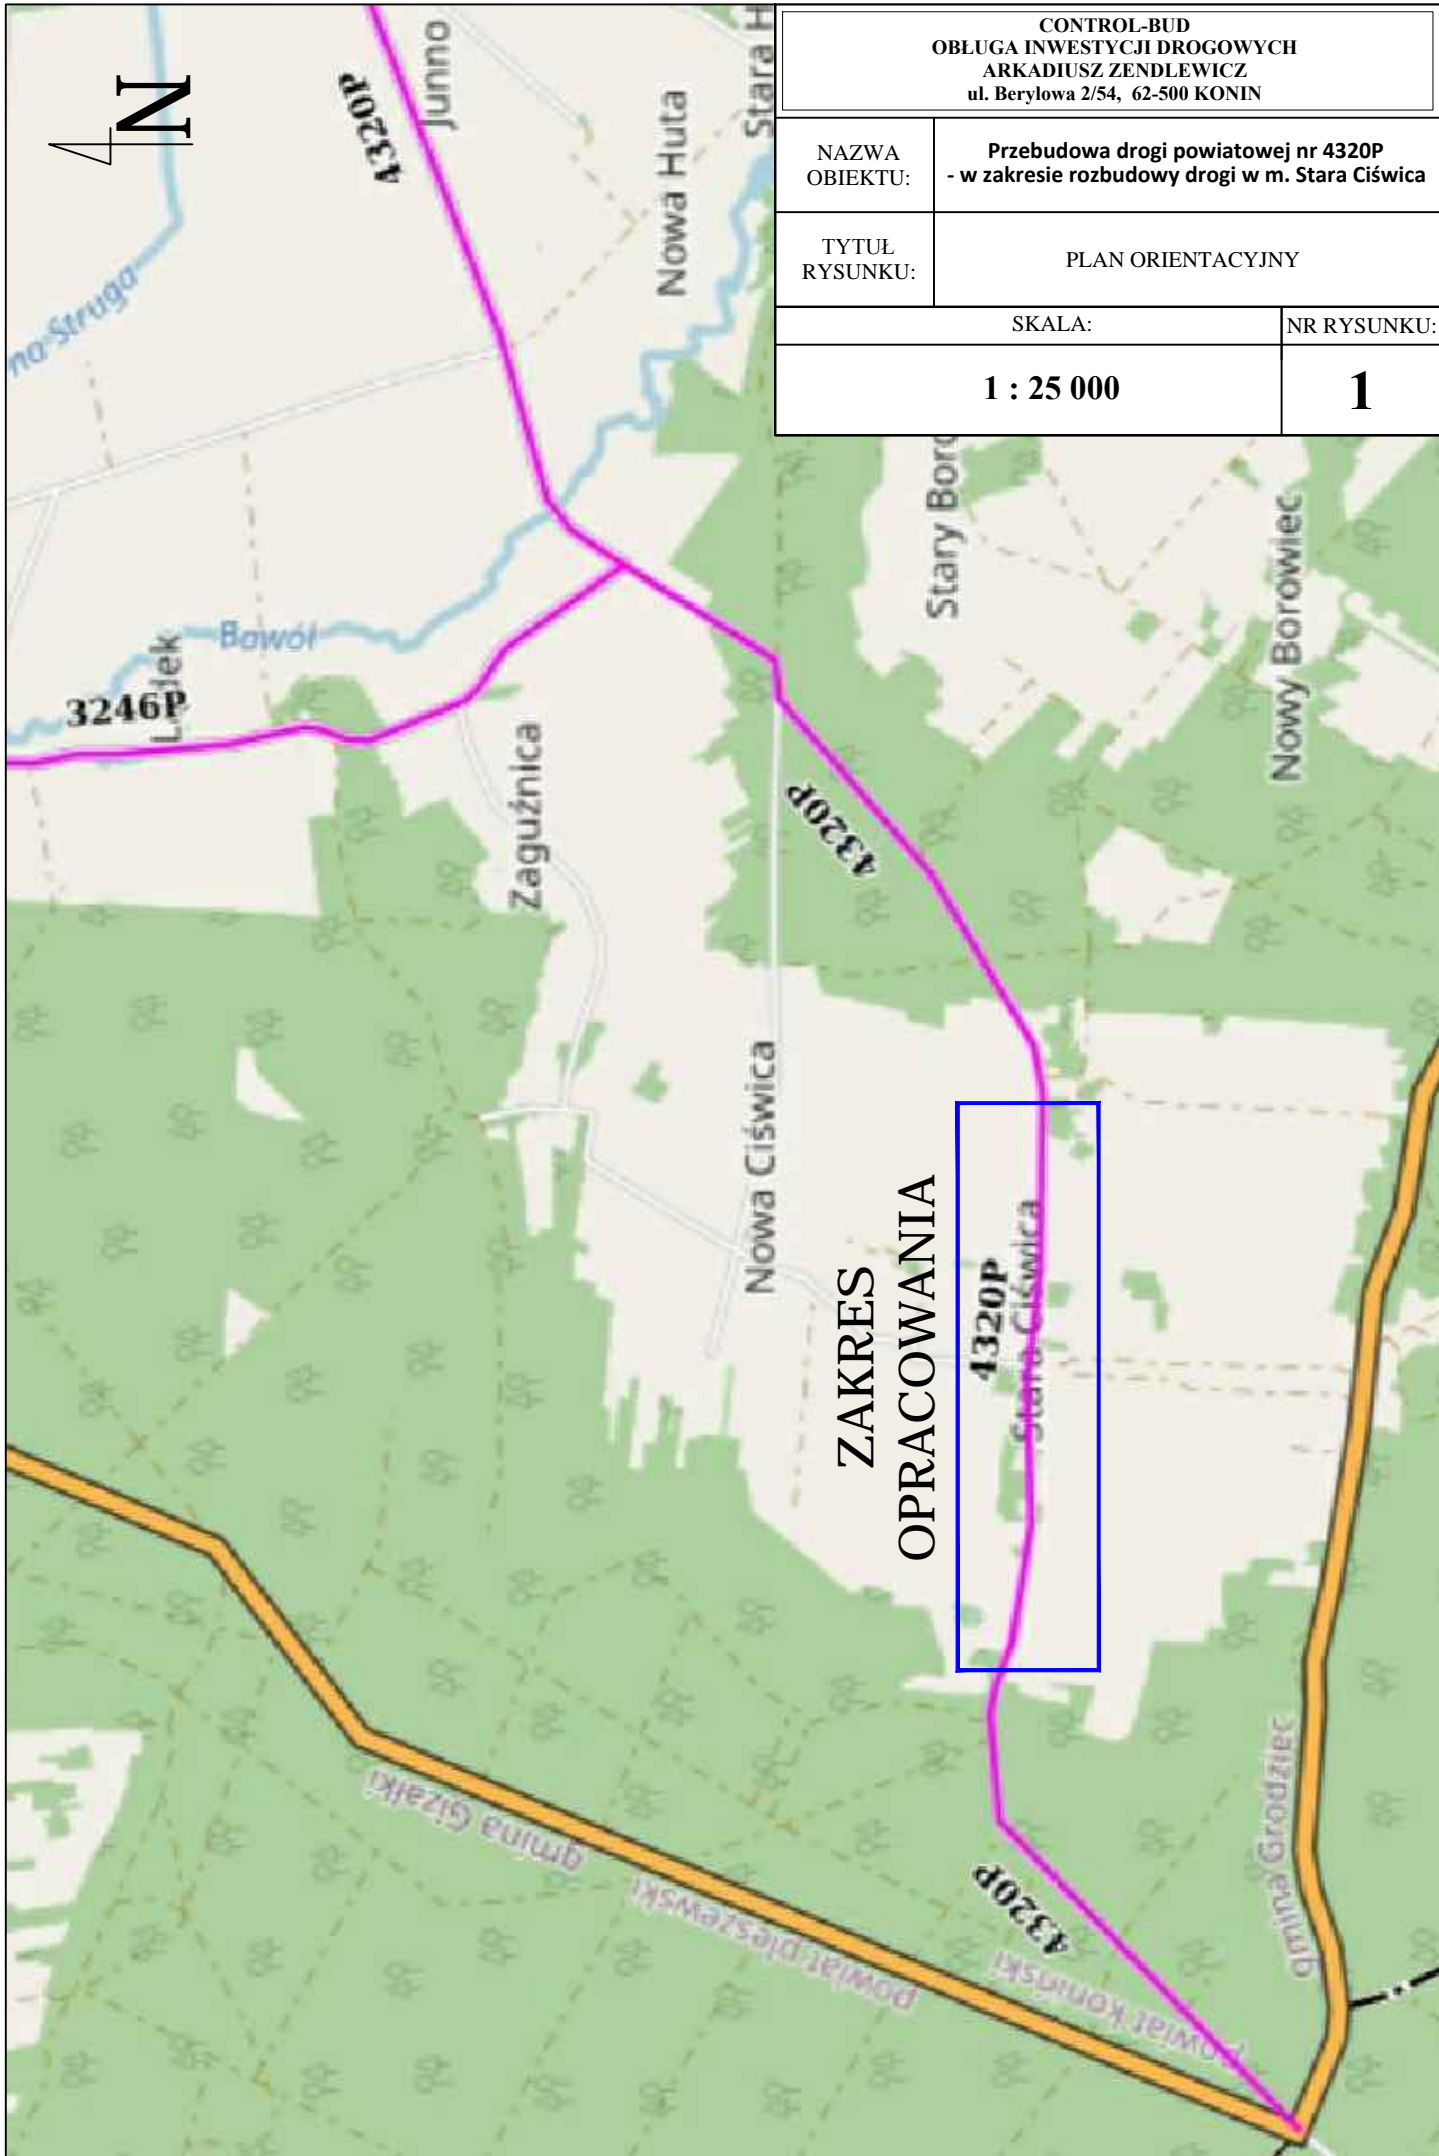 CONTROL-BUD
OBŁUGA INWESTYCJI DROGOWYCH
ARKADIUSZ ZENDLEWICZ
ul. Berylowa 2/54, 62-500 KONIN
NAZWA
OBIEKTU:
Przebudowa drogi powiatowej nr 4320P
- w zakresie rozbudowy drogi w m. Stara Ciświca
TYTUŁ
RYSUNKU:
PLAN ORIENTACYJNY
SKALA:
NR RYSUNKU:
1 : 25 000
1
N
4320P
Junno
Nowa Huta
Stara H
na Struga
Bawół
3246P
Zaguźnica
Stary Boro
Nowy Borowiec
4320P
Nowa Ciświca
ZAKRES
OPRACOWANIA
4320P
Stara Ciświca
gmina Gizałki
powiat pleszewski
4320P
powiat koniński
gmina Grodziec